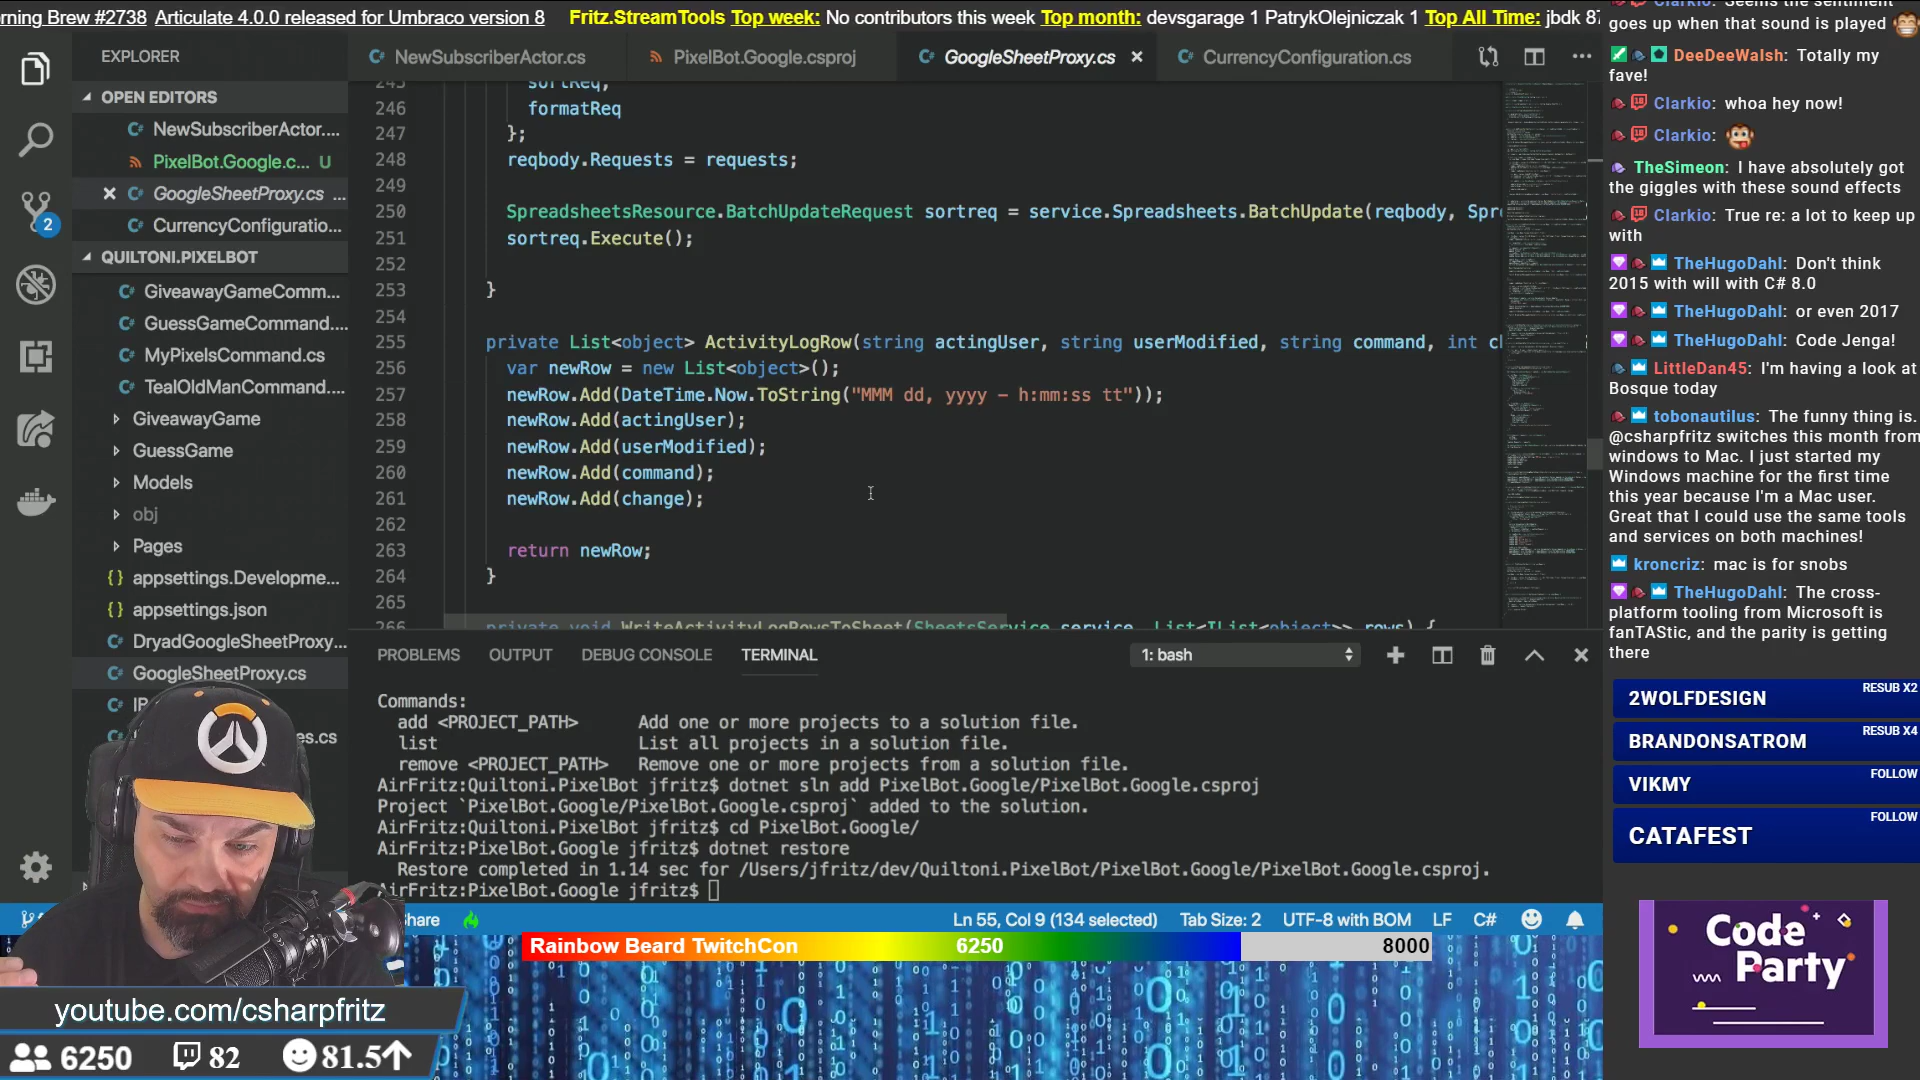 rning Brew #2738 Articulate 4.0.0 released for Umbraco version 8 Fritz.StreamTools Top week: No contributors this week Top month: devsgarage 1 PatrykOlejniczak 1 Top All Time: jbdk 87
EXPLORER
OPEN EDITORS
NewSubscriberActor....
PixelBot.Google.c... U
GoogleSheetProxy.cs ...
CurrencyConfiguratio...
QUILTONI.PIXELBOT
GiveawayGameComm...
GuessGameCommand....
MyPixelsCommand.cs
TealOldManCommand....
GiveawayGame
GuessGame
Models
obj
Pages
appsettings.Developme...
appsettings.json
DryadGoogleSheetProxy...
GoogleSheetProxy.cs
es.cs
2
NewSubscriberActor.cs
PixelBot.Google.csproj
GoogleSheetProxy.cs
CurrencyConfiguration.cs
245 sortReq,
246 formatReq
247 };
248 reqbody.Requests = requests;
249
250 SpreadsheetsResource.BatchUpdateRequest sortreq = service.Spreadsheets.BatchUpdate(reqbody, Spr
251 sortreq.Execute();
252
253 }
254
255 private List<object> ActivityLogRow(string actingUser, string userModified, string command, int ch
256 var newRow = new List<object>();
257 newRow.Add(DateTime.Now.ToString("MMM dd, yyyy - h:mm:ss tt"));
258 newRow.Add(actingUser);
259 newRow.Add(userModified);
260 newRow.Add(command);
261 newRow.Add(change);
262
263 return newRow;
264 }
265
266 private void WriteActivityLogRowsToSheet(SheetsService service, List<IList<object>> rows) {
PROBLEMS OUTPUT DEBUG CONSOLE TERMINAL 1: bash
Commands:
add <PROJECT_PATH> Add one or more projects to a solution file.
list List all projects in a solution file.
remove <PROJECT_PATH> Remove one or more projects from a solution file.
AirFritz:Quiltoni.PixelBot jfritz$ dotnet sln add PixelBot.Google/PixelBot.Google.csproj
Project `PixelBot.Google/PixelBot.Google.csproj` added to the solution.
AirFritz:Quiltoni.PixelBot jfritz$ cd PixelBot.Google/
AirFritz:PixelBot.Google jfritz$ dotnet restore
Restore completed in 1.14 sec for /Users/jfritz/dev/Quiltoni.PixelBot/PixelBot.Google/PixelBot.Google.csproj.
AirFritz:PixelBot.Google jfritz$
hare Ln 55, Col 9 (134 selected) Tab Size: 2 UTF-8 with BOM LF C#
Rainbow Beard TwitchCon 6250 8000
youtube.com/csharpfritz
6250 82 81.5
goes up when that sound is played
DeeDeeWalsh: Totally my
fave!
Clarkio: whoa hey now!
Clarkio:
TheSimeon: I have absolutely got
the giggles with these sound effects
Clarkio: True re: a lot to keep up
with
TheHugoDahl: Don't think
2015 with will with C# 8.0
TheHugoDahl: or even 2017
TheHugoDahl: Code Jenga!
LittleDan45: I'm having a look at
Bosque today
tobonautilus: The funny thing is.
@csharpfritz switches this month from
windows to Mac. I just started my
Windows machine for the first time
this year because I'm a Mac user.
Great that I could use the same tools
and services on both machines!
kroncriz: mac is for snobs
TheHugoDahl: The cross-
platform tooling from Microsoft is
fanTAStic, and the parity is getting
there
2WOLFDESIGN RESUB X2
BRANDONSATROM RESUB X4
VIKMY FOLLOW
CATAFEST FOLLOW
Code
Party